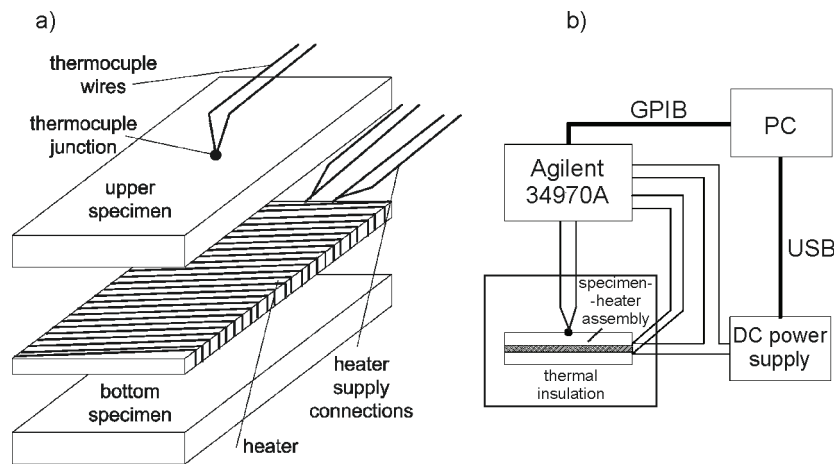 a)
thermocuple
wires
thermocuple
junction
upper
specimen
bottom
specimen
heater
heater
supply
connections
b)
GPIB
PC
Agilent
34970A
USB
specimen-
-heater
assembly
DC power
supply
thermal
insulation